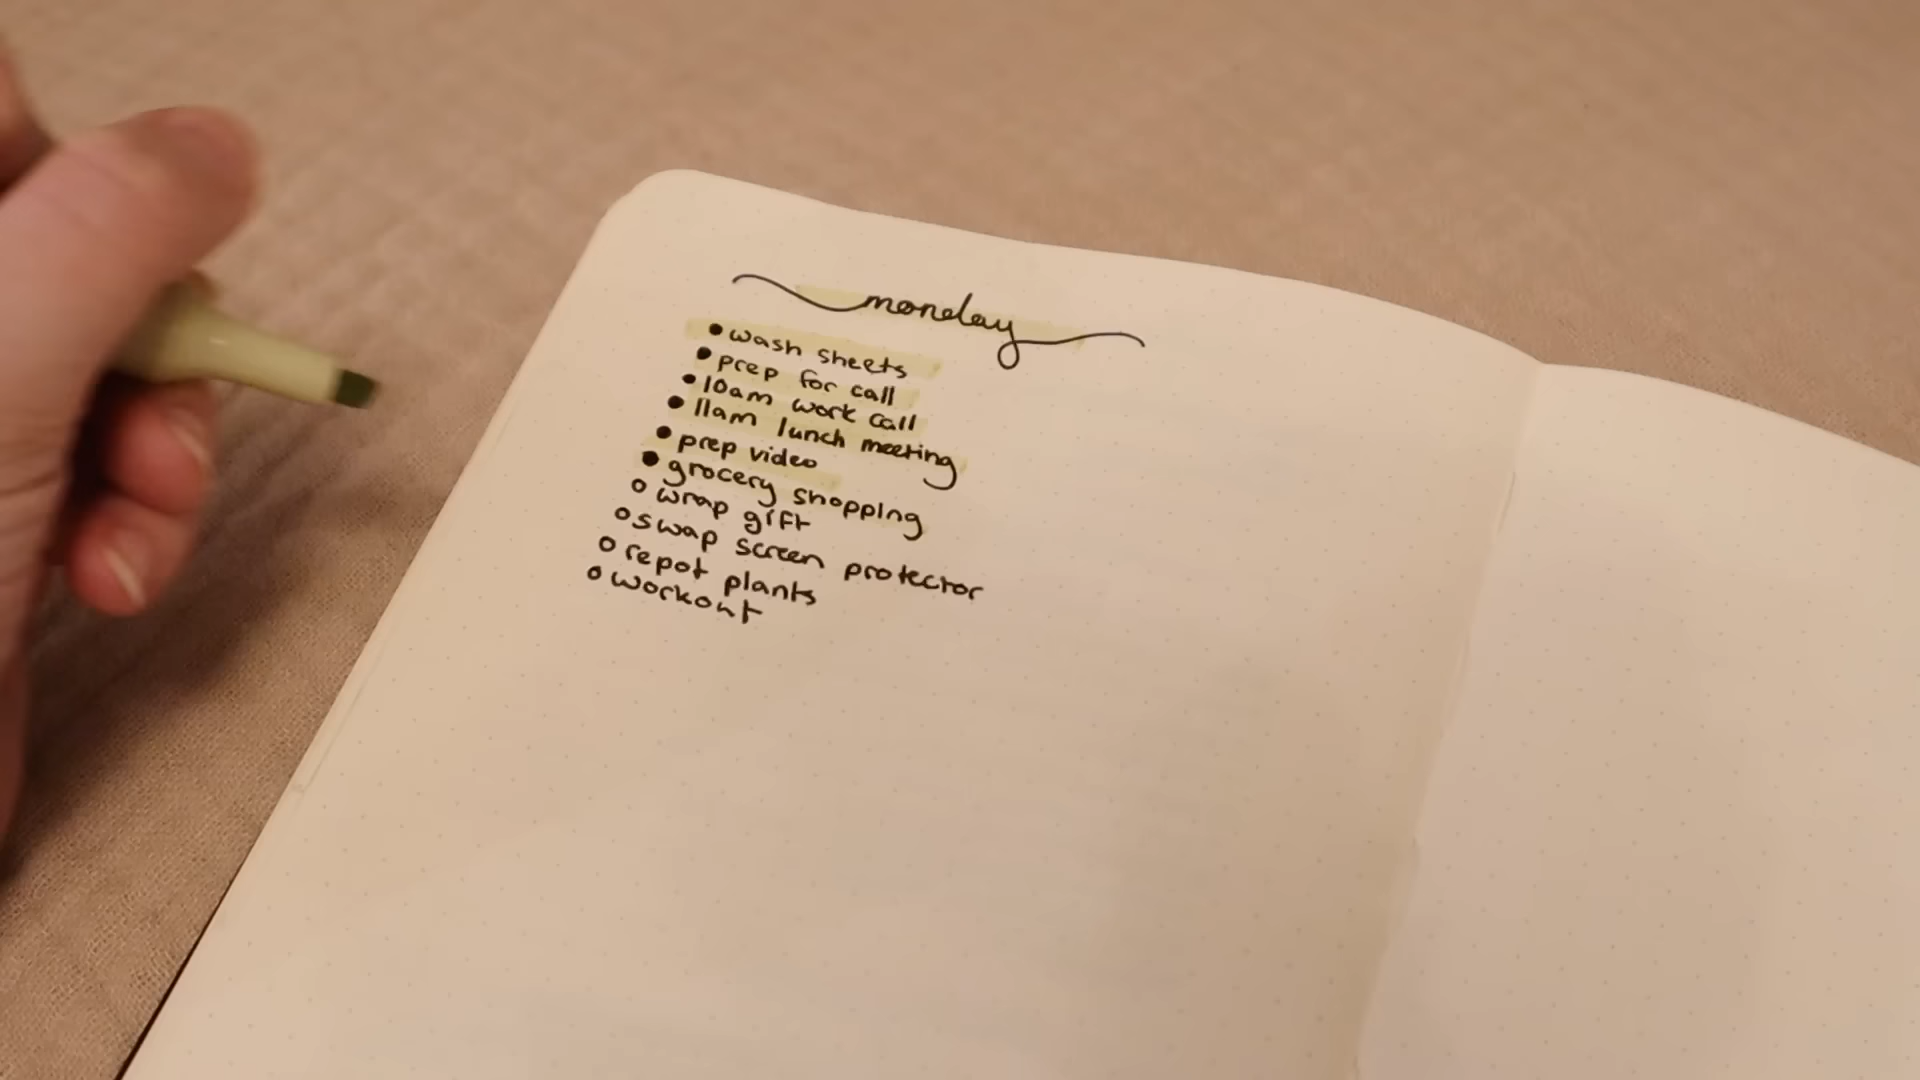 monday
• wash sheets
• prep for call
• 10am work call
• 11am lunch meeting
• prep video
• grocery shopping
o wrap gift
o swap screen protector
o repot plants
o workout